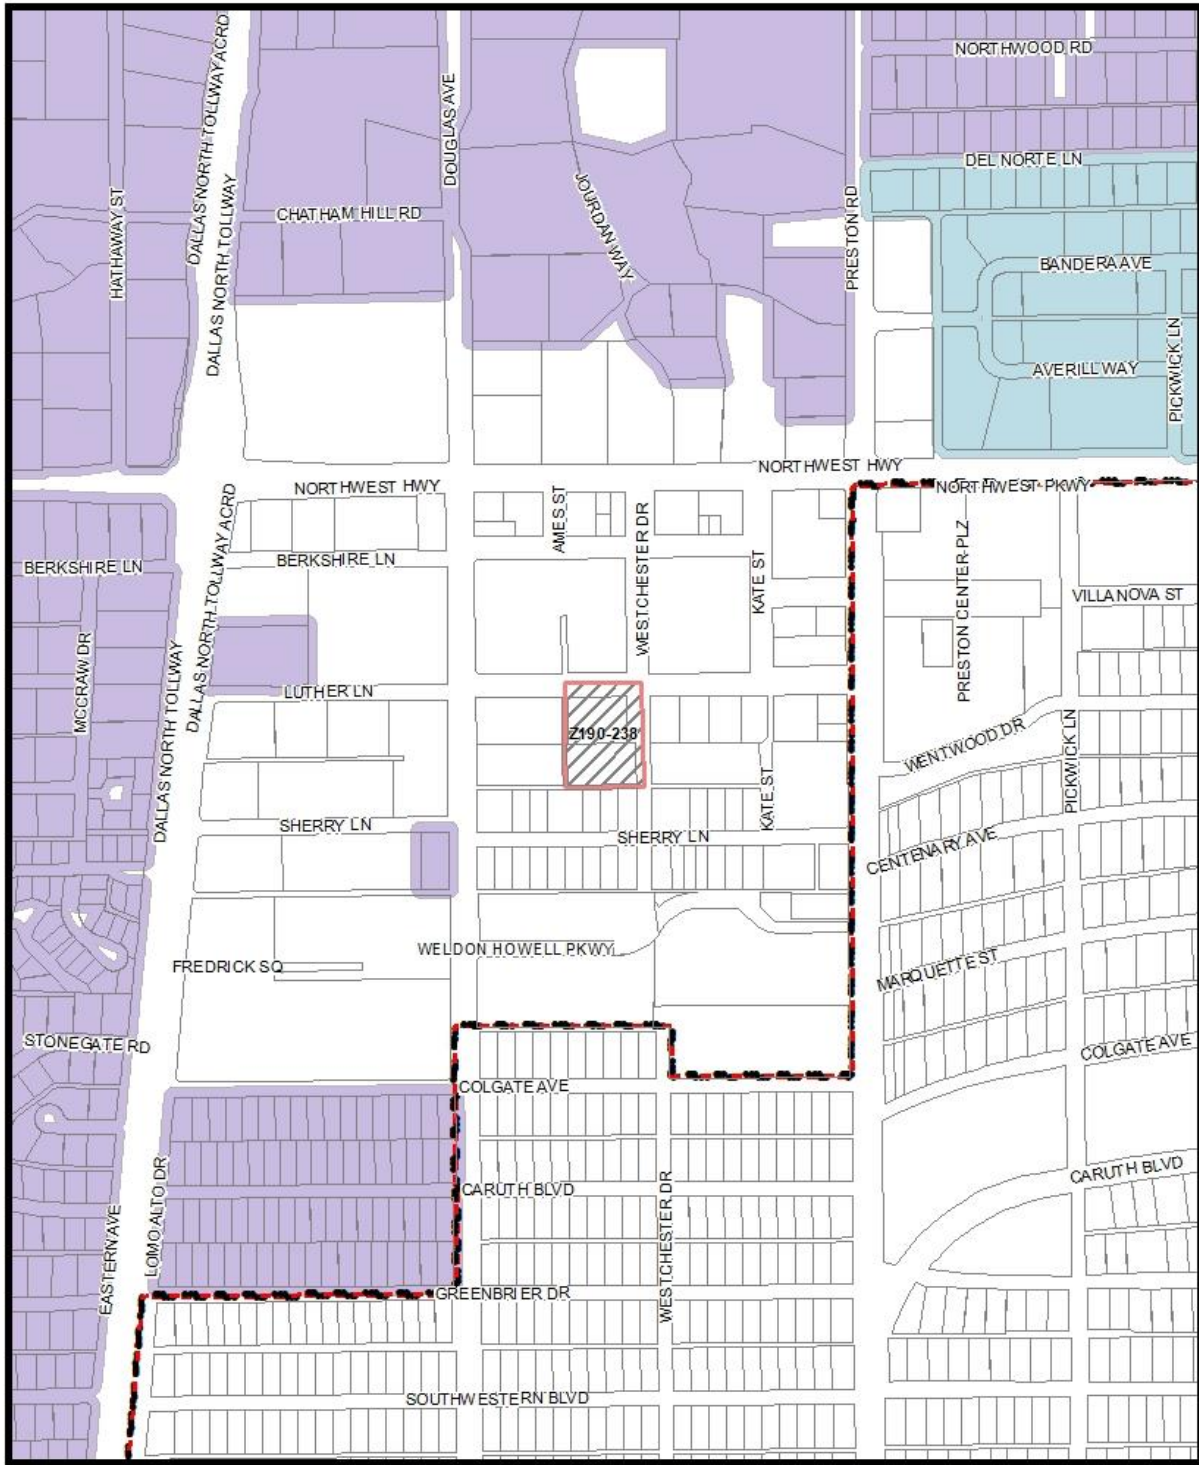 NORTHWOOD RD
DALLAS NORTH TOLLWAY ACRD
DOUGLAS AVE
DEL NORTE LN
HATHAWAY ST
DALLAS NORTH TOLLWAY
CHATHAM HILL RD
JOURDAN WAY
PRESTON RD
BANDERA AVE
PICKWICK LN
AVERILL WAY
NORTHWEST HWY
NORTHWEST HWY
NORTHWEST PKWY
DALLAS NORTH TOLLWAY ACRD
AMES ST
WESTCHESTER DR
KATE ST
PRESTON CENTER PLZ
BERKSHIRE LN
BERKSHIRE LN
VILLANOVA ST
MCCRAW DR
DALLAS NORTH TOLLWAY
LUTHER LN
Z190-238
WENTWOOD DR
PICKWICK LN
KATE ST
SHERRY LN
SHERRY LN
CENTENARY AVE
WELDON HOWELL PKWY
FREDRICK SQ
MARQUETTE ST
STONEGATE RD
COLGATE AVE
COLGATE AVE
CARUTH BLVD
CARUTH BLVD
LOMO ALTO DR
EASTERN AVE
WESTCHESTER DR
GREENBRIER DR
SOUTHWESTERN BLVD